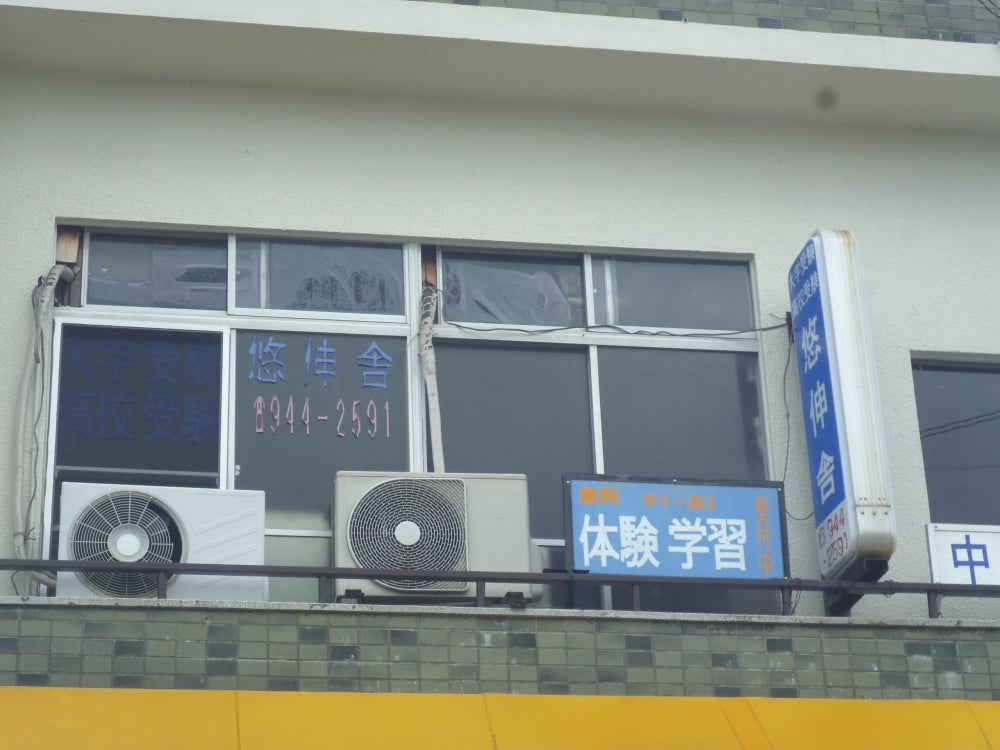 大学受験
高校受験
悠伸舎
☎944-2591
無料 中1ー高3
体験学習
受付中
大学受験
高校受験
悠伸舎
944
-2591
中